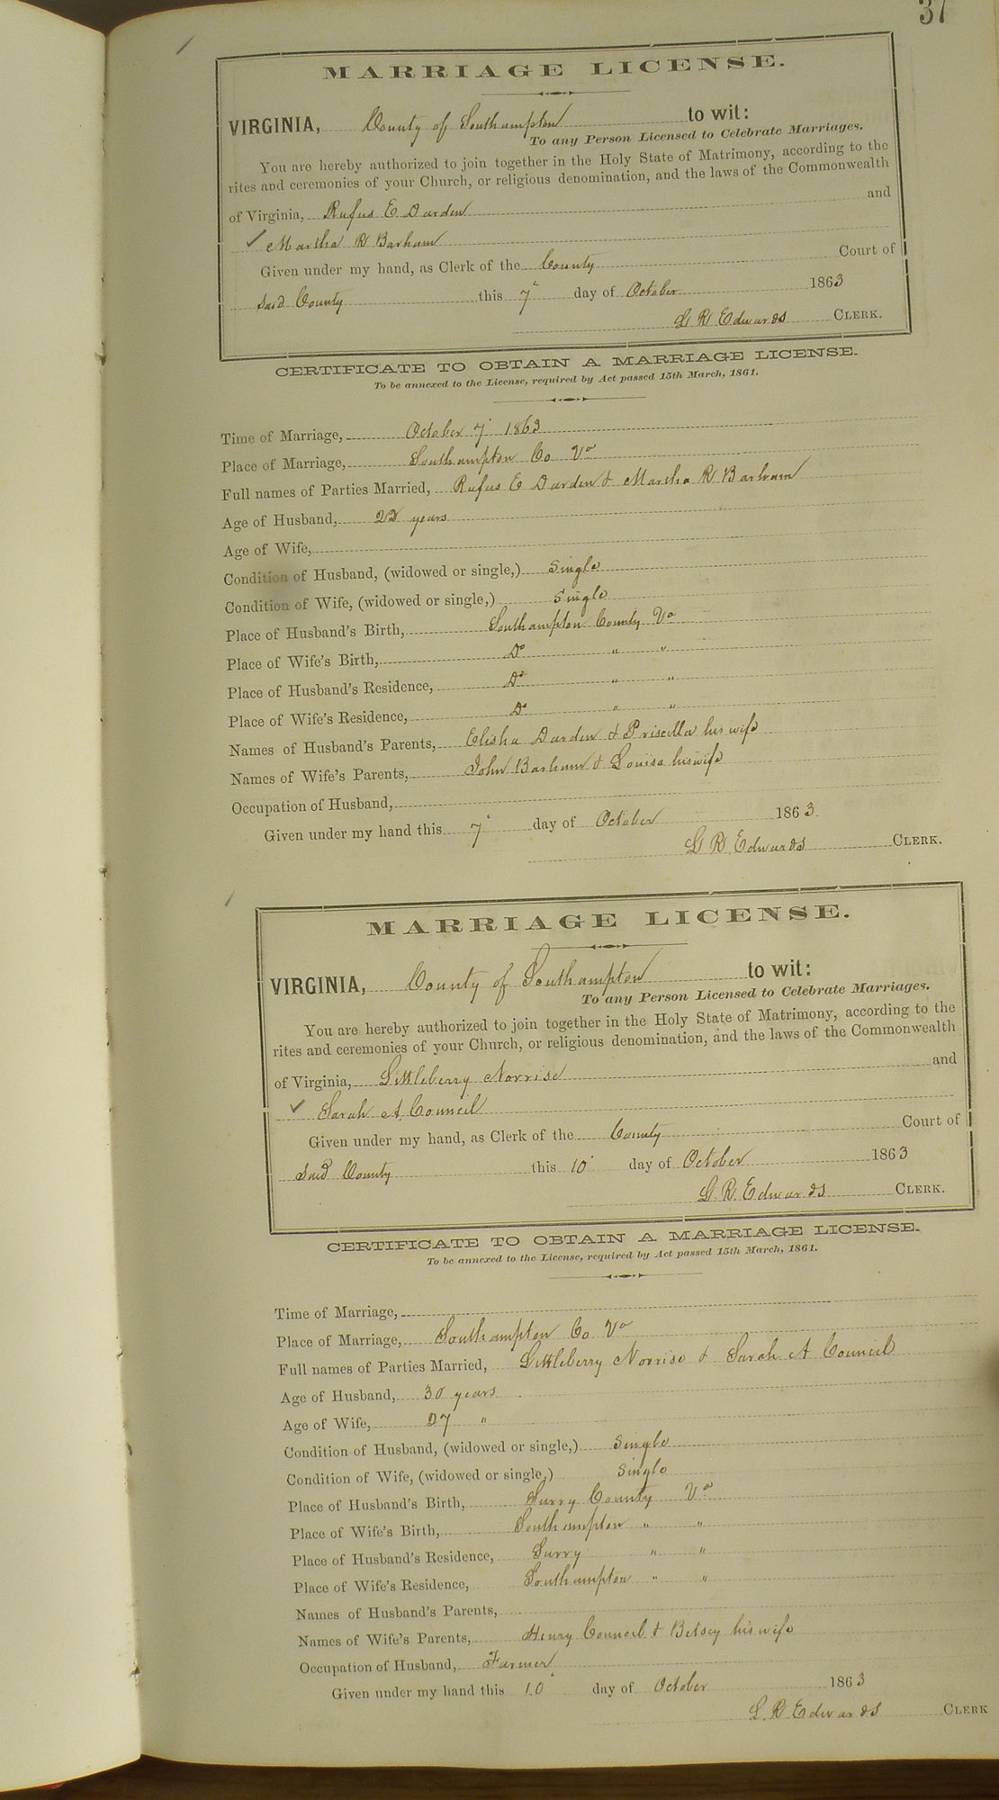 37
MARRIAGE LICENSE.
VIRGINIA, County of Southampton to wit:
To any Person Licensed to Celebrate Marriages.
You are hereby authorized to join together in the Holy State of Matrimony, according to the
rites and ceremonies of your Church, or religious denomination, and the laws of the Commonwealth
of Virginia, Rufus E Darden and
✓ Martha R Barham
Given under my hand, as Clerk of the County Court of
said County this 7" day of October 1863
L R Edwards CLERK.
CERTIFICATE TO OBTAIN A MARRIAGE LICENSE.
To be annexed to the License, required by Act passed 15th March, 1861.
Time of Marriage, October 7" 1863
Place of Marriage, Southampton Co Va
Full names of Parties Married, Rufus E Darden & Martha R Barham
Age of Husband, years
Age of Wife,
Condition of Husband, (widowed or single,) Single
Condition of Wife, (widowed or single,) Single
Place of Husband's Birth, Southampton County Va
Place of Wife's Birth, Do " "
Place of Husband's Residence, Do " "
Place of Wife's Residence, Do " "
Names of Husband's Parents, Elisha Darden & Priscilla his wife
Names of Wife's Parents, John Barham & Louisa his wife
Occupation of Husband,
Given under my hand this 7" day of October 1863
L R Edwards CLERK.
MARRIAGE LICENSE.
VIRGINIA, County of Southampton to wit:
To any Person Licensed to Celebrate Marriages.
You are hereby authorized to join together in the Holy State of Matrimony, according to the
rites and ceremonies of your Church, or religious denomination, and the laws of the Commonwealth
of Virginia, Littleberry Norrise and
✓ Sarah A Council
Given under my hand, as Clerk of the County Court of
said County this 10" day of October 1863
L. R. Edwards CLERK.
CERTIFICATE TO OBTAIN A MARRIAGE LICENSE.
To be annexed to the License, required by Act passed 15th March, 1861.
Time of Marriage,
Place of Marriage, Southampton Co Va
Full names of Parties Married, Littleberry Norrise & Sarah A Council
Age of Husband, 30 years
Age of Wife, 27 "
Condition of Husband, (widowed or single,) Single
Condition of Wife, (widowed or single,) Single
Place of Husband's Birth, Surry County Va
Place of Wife's Birth, Southampton " "
Place of Husband's Residence, Surry " "
Place of Wife's Residence, Southampton " "
Names of Husband's Parents,
Names of Wife's Parents, Henry Council & Betsey his wife
Occupation of Husband, Farmer
Given under my hand this 10" day of October 1863
L. R Edwards CLERK